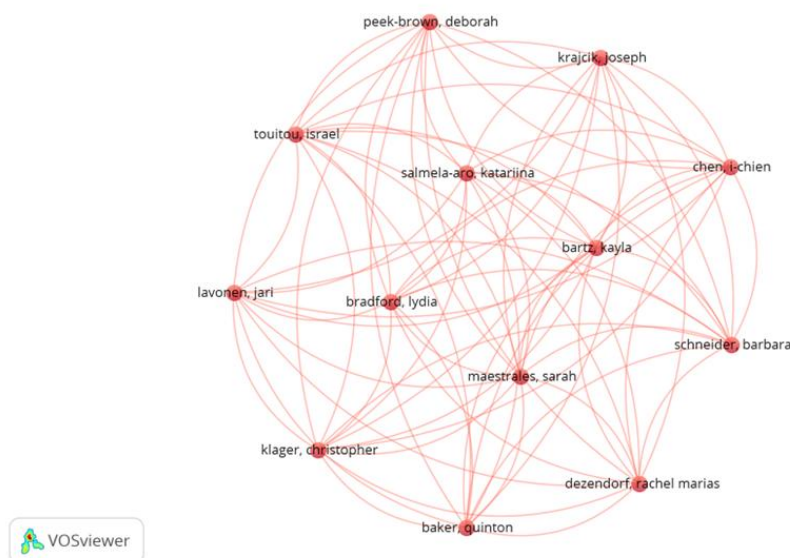 peek-brown, deborah
krajcik, joseph
touitou, israel
chen, i-chien
salmela-aro, katariina
bartz, kayla
lavonen, jari
bradford, lydia
schneider, barbara
maestrales, sarah
klager, christopher
dezendorf, rachel marias
baker, quinton
VOSviewer